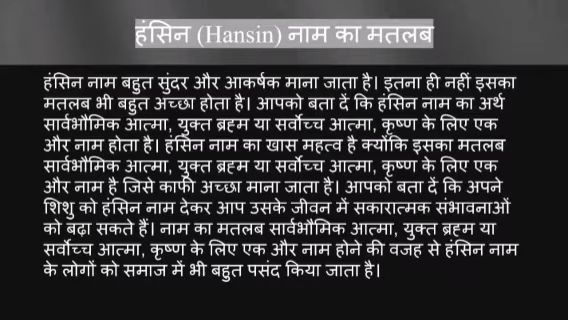 हंसिन (Hansin) नाम का मतलब
हंसिन नाम बहुत सुंदर और आकर्षक माना जाता है। इतना ही नहीं इसका
मतलब भी बहुत अच्छा होता है। आपको बता दें कि हंसिन नाम का अर्थ
सार्वभौमिक आत्मा, युक्त ब्रह्म या सर्वोच्च आत्मा, कृष्ण के लिए एक
और नाम होता है। हंसिन नाम का खास महत्व है क्योंकि इसका मतलब
सार्वभौमिक आत्मा, युक्त ब्रह्म या सर्वोच्च आत्मा, कृष्ण के लिए एक
और नाम है जिसे काफी अच्छा माना जाता है। आपको बता दें कि अपने
शिशु को हंसिन नाम देकर आप उसके जीवन में सकारात्मक संभावनाओं
को बढ़ा सकते हैं। नाम का मतलब सार्वभौमिक आत्मा, युक्त ब्रह्म या
सर्वोच्च आत्मा, कृष्ण के लिए एक और नाम होने की वजह से हंसिन नाम
के लोगों को समाज में भी बहुत पसंद किया जाता है।